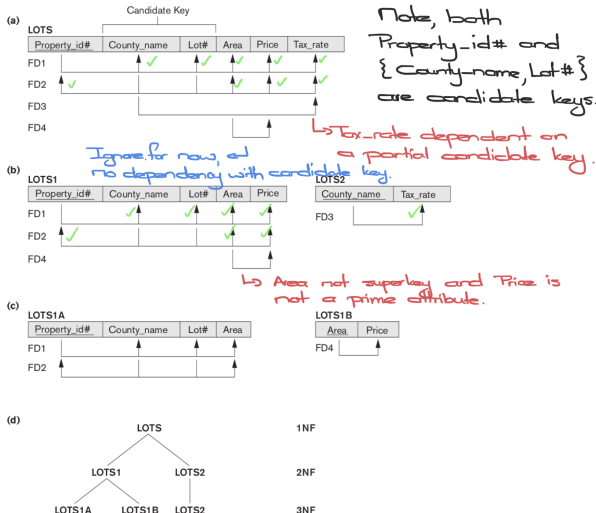 Candidate Key
(a)
LOTS
Property_id# County_name Lot# Area Price Tax_rate
FD1
FD2
FD3
FD4
Note, both
Property_id# and
{County_name, Lot#}
are candidate keys.
↳ Tax_rate dependent on
a partial candidate key.
Ignore for now,
no dependency with candidate key.
(b)
LOTS1
Property_id# County_name Lot# Area Price
FD1
FD2
FD4
LOTS2
County_name Tax_rate
FD3
↳ Area not superkey and Price is
not a prime attribute.
(c)
LOTS1A
Property_id# County_name Lot# Area
FD1
FD2
LOTS1B
Area Price
FD4
(d)
LOTS 1NF
LOTS1 LOTS2 2NF
LOTS1A LOTS1B LOTS2 3NF